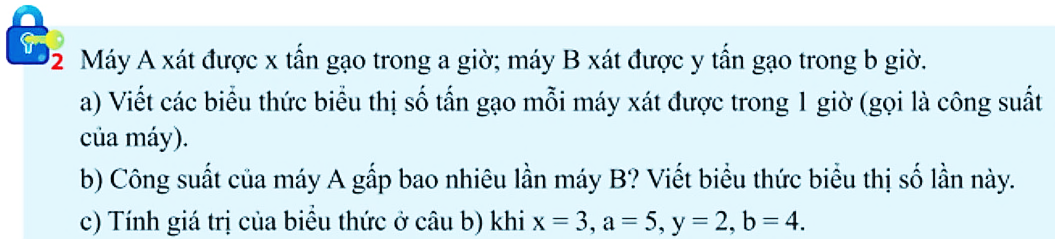 2 Máy A xát được x tấn gạo trong a giờ; máy B xát được y tấn gạo trong b giờ.
a) Viết các biểu thức biểu thị số tấn gạo mỗi máy xát được trong 1 giờ (gọi là công suất
của máy).
b) Công suất của máy A gấp bao nhiêu lần máy B? Viết biểu thức biểu thị số lần này.
c) Tính giá trị của biểu thức ở câu b) khi x = 3, a = 5, y = 2, b = 4.